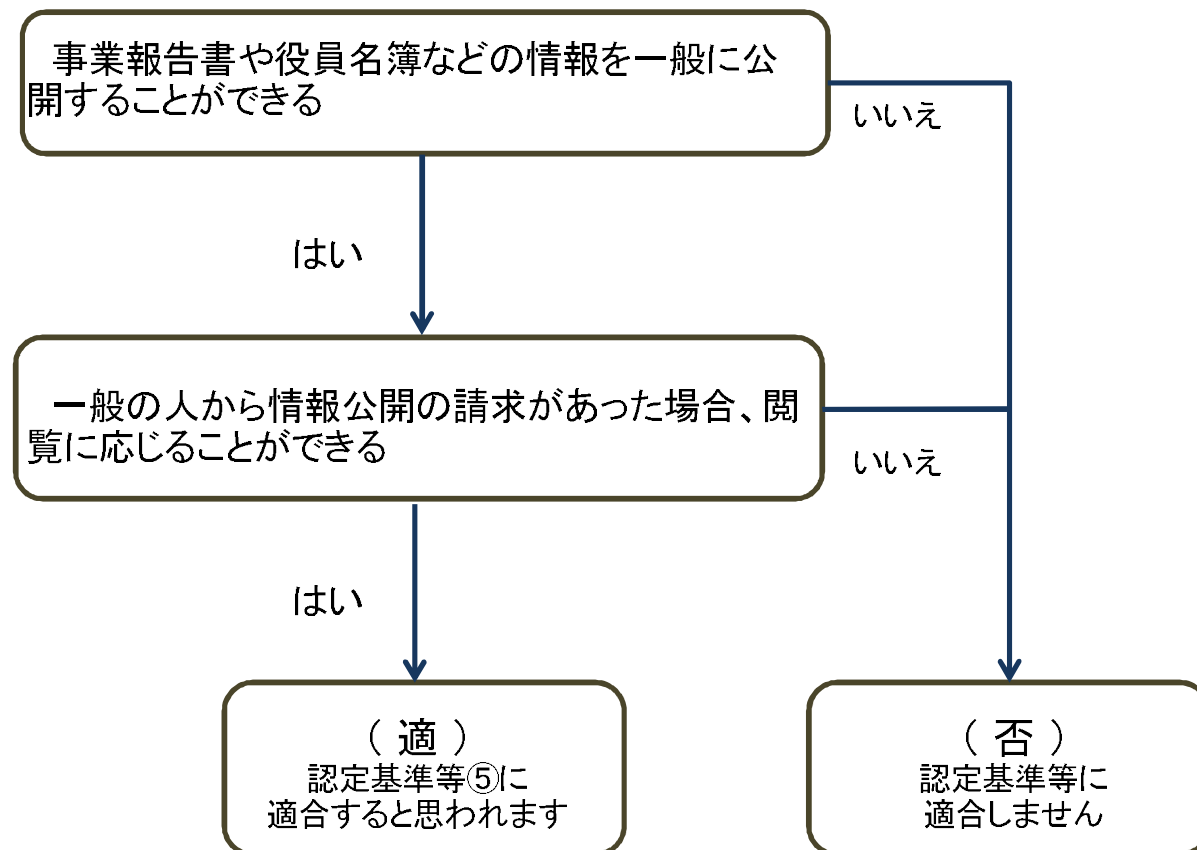 事業報告書や役員名簿などの情報を一般に公
開することができる
いいえ
はい
一般の人から情報公開の請求があった場合、閲
覧に応じることができる
いいえ
はい
（ 適 ）
認定基準等⑤に
適合すると思われます
（ 否 ）
認定基準等に
適合しません